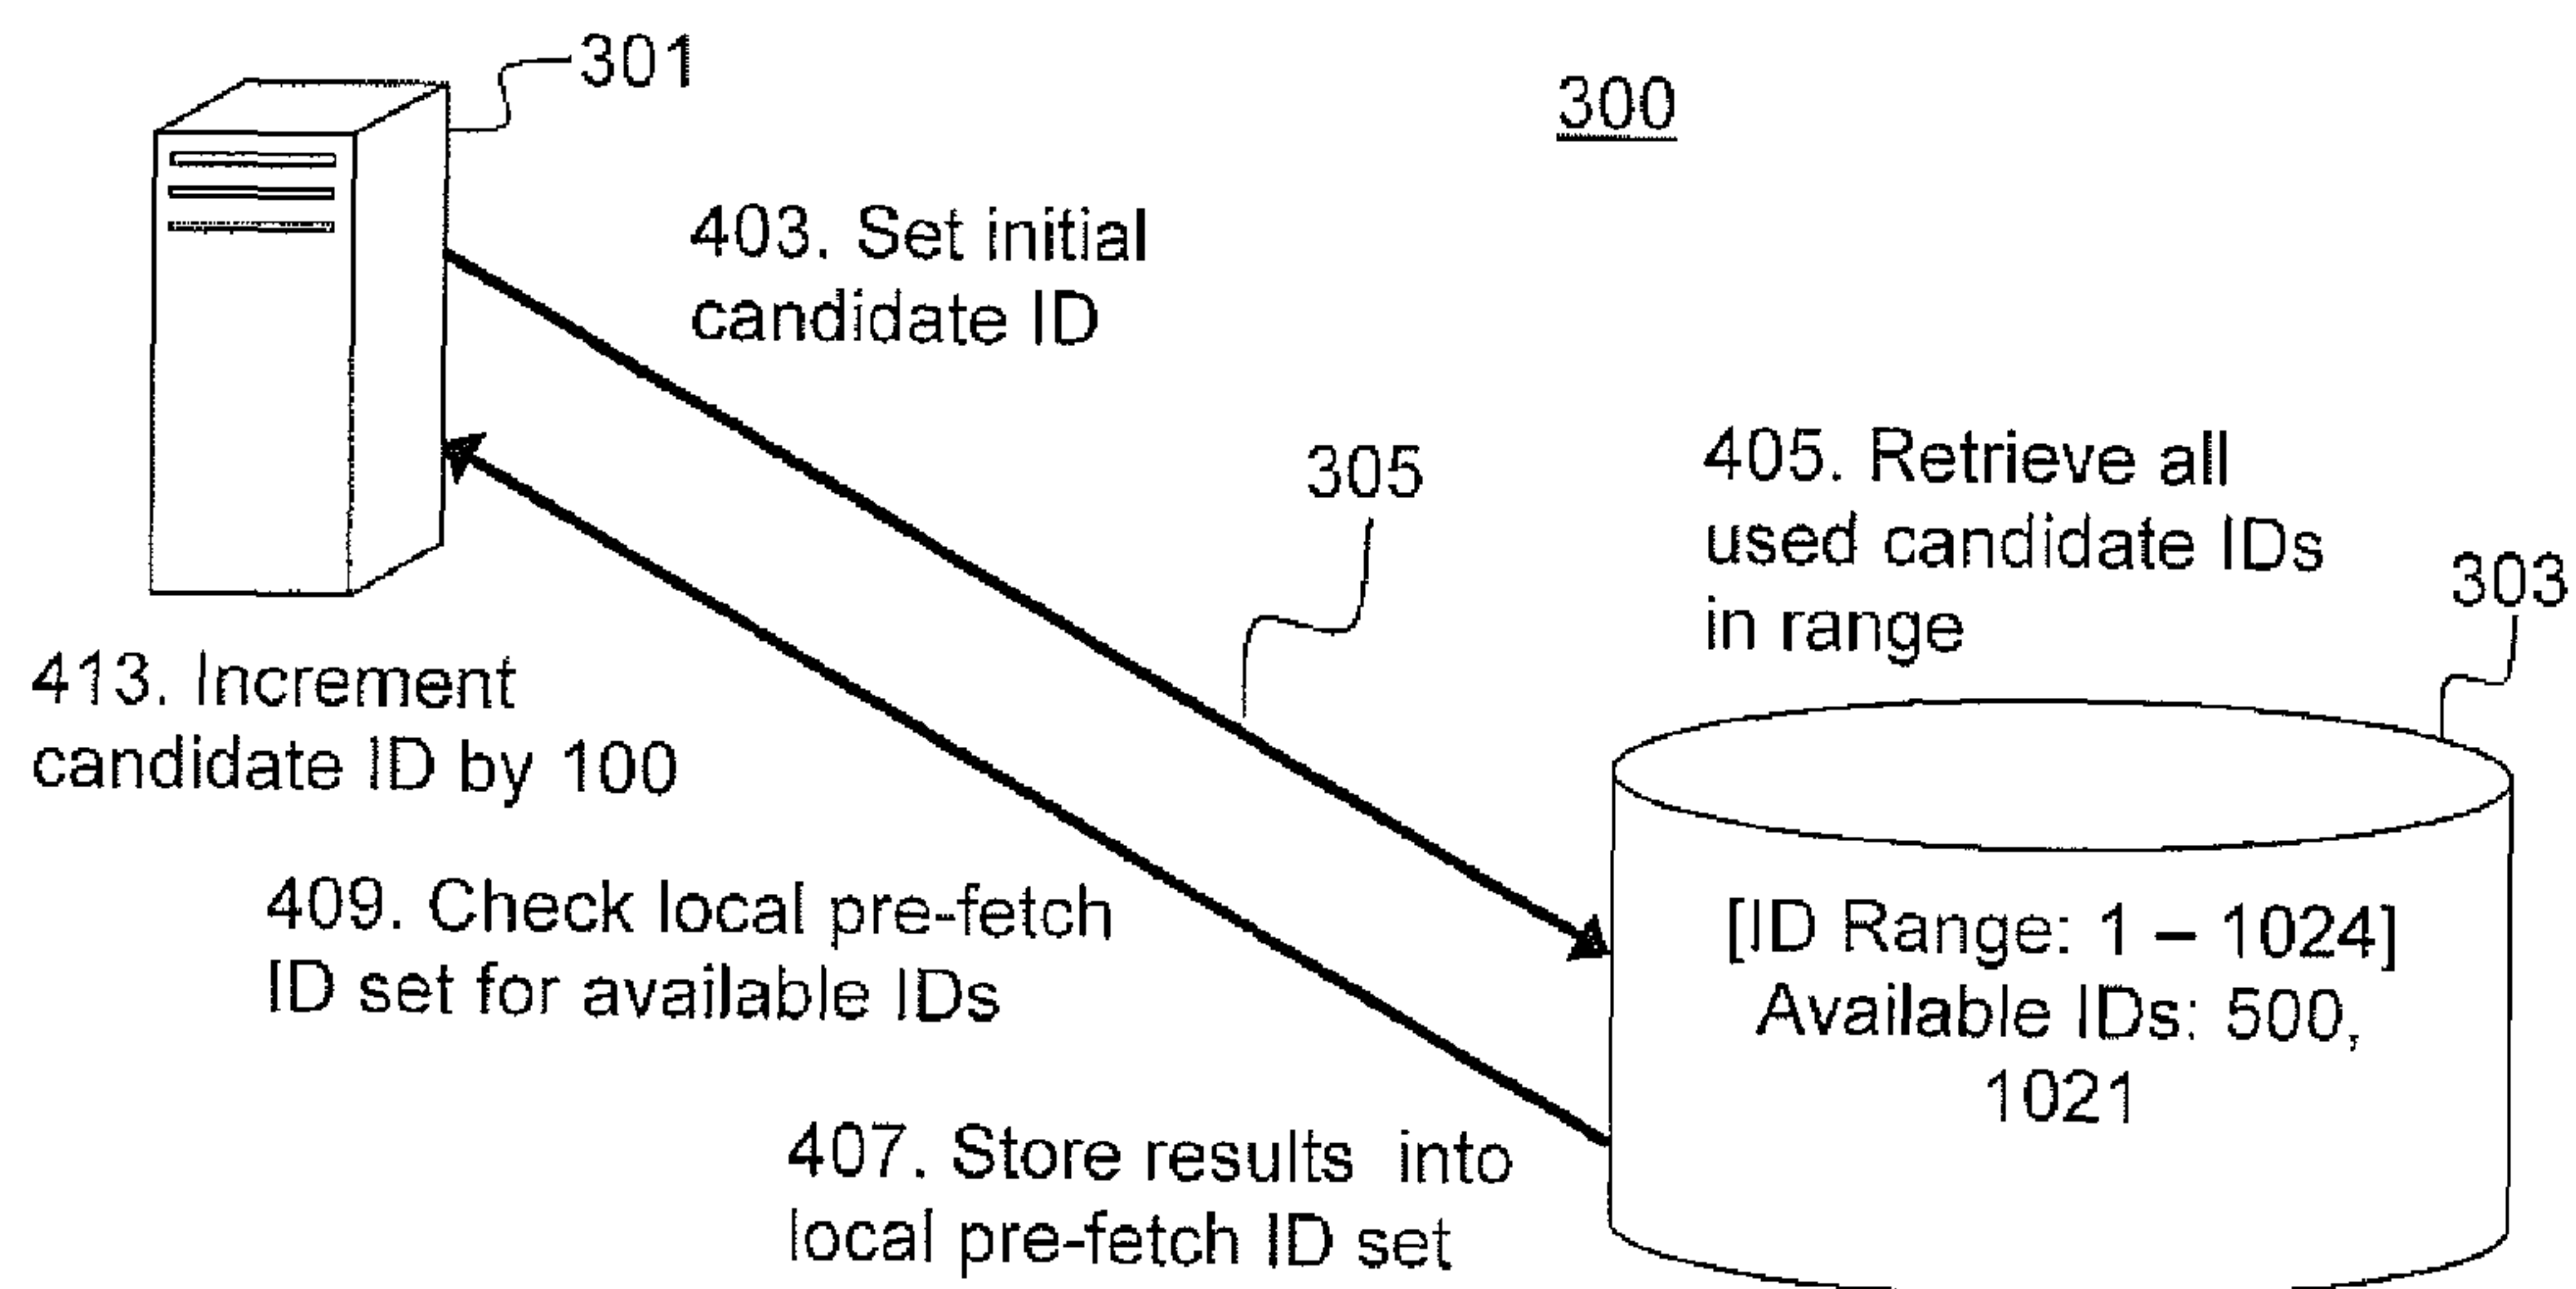 301
300
403. Set initial
candidate ID
305
405. Retrieve all
used candidate IDs
in range
303
413. Increment
candidate ID by 100
409. Check local pre-fetch
ID set for available IDs
[ID Range: 1 – 1024]
Available IDs: 500,
1021
407. Store results into
local pre-fetch ID set